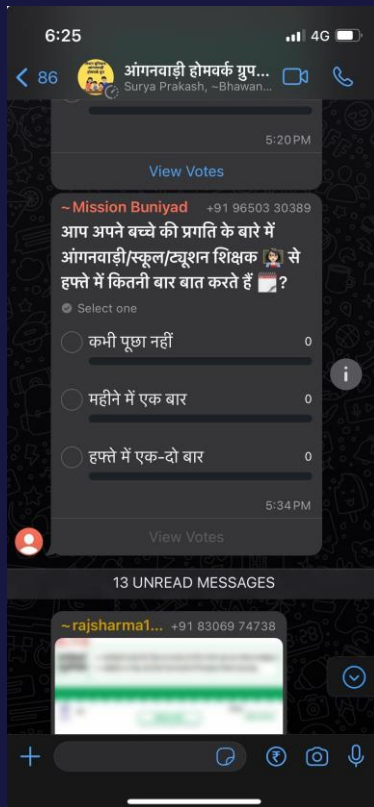 6:25
4G
86
आंगनवाड़ी होमवर्क ग्रुप...
Surya Prakash, ~Bhawan...
5:20 PM
View Votes
~Mission Buniyad +91 96503 30389
आप अपने बच्चे की प्रगति के बारे में
आंगनवाड़ी/स्कूल/ट्यूशन शिक्षक 👩🏻‍🏫 से
हफ्ते में कितनी बार बात करते हैं 🗓️?
Select one
कभी पूछा नहीं 0
महीने में एक बार 0
हफ्ते में एक-दो बार 0
5:34 PM
View Votes
13 UNREAD MESSAGES
~rajsharma1... +91 83069 74738